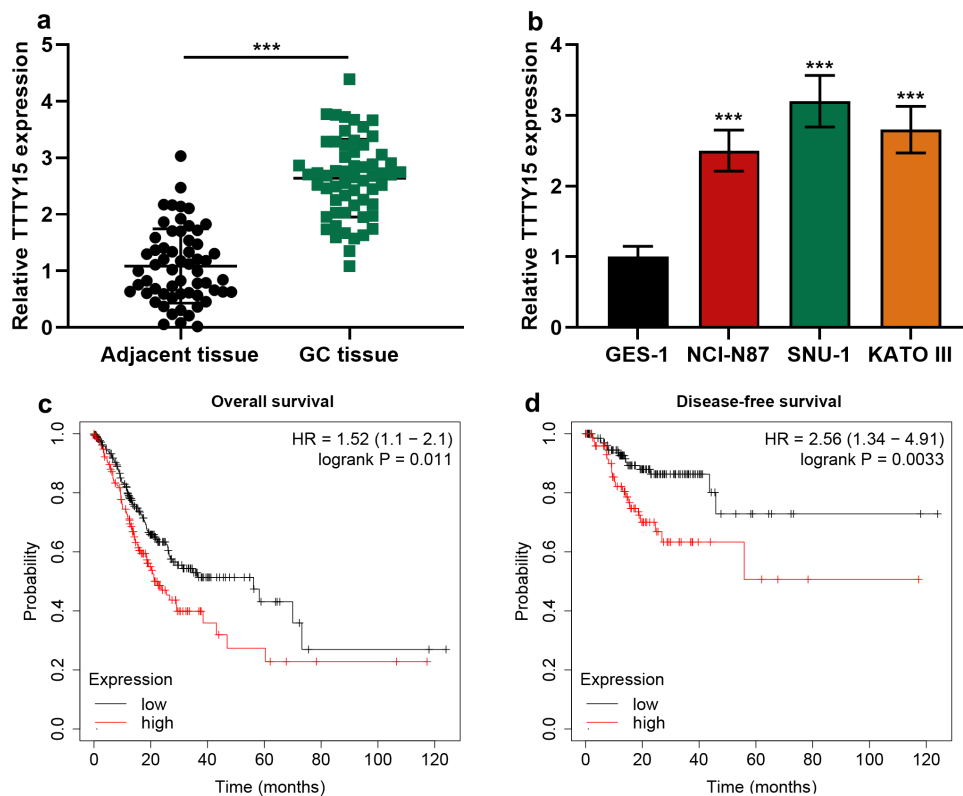 a
***
Relative TTTY15 expression
5
4
3
2
1
0
Adjacent tissue
GC tissue
b
Relative TTTY15 expression
4
3
2
1
0
***
***
***
GES-1
NCI-N87
SNU-1
KATO III
c
Overall survival
HR = 1.52 (1.1 − 2.1)
logrank P = 0.011
Probability
1.0
0.8
0.6
0.4
0.2
0.0
Expression
low
high
0
20
40
60
80
100
120
Time (months)
d
Disease-free survival
HR = 2.56 (1.34 − 4.91)
logrank P = 0.0033
Probability
1.0
0.8
0.6
0.4
0.2
0.0
Expression
low
high
0
20
40
60
80
100
120
Time (months)